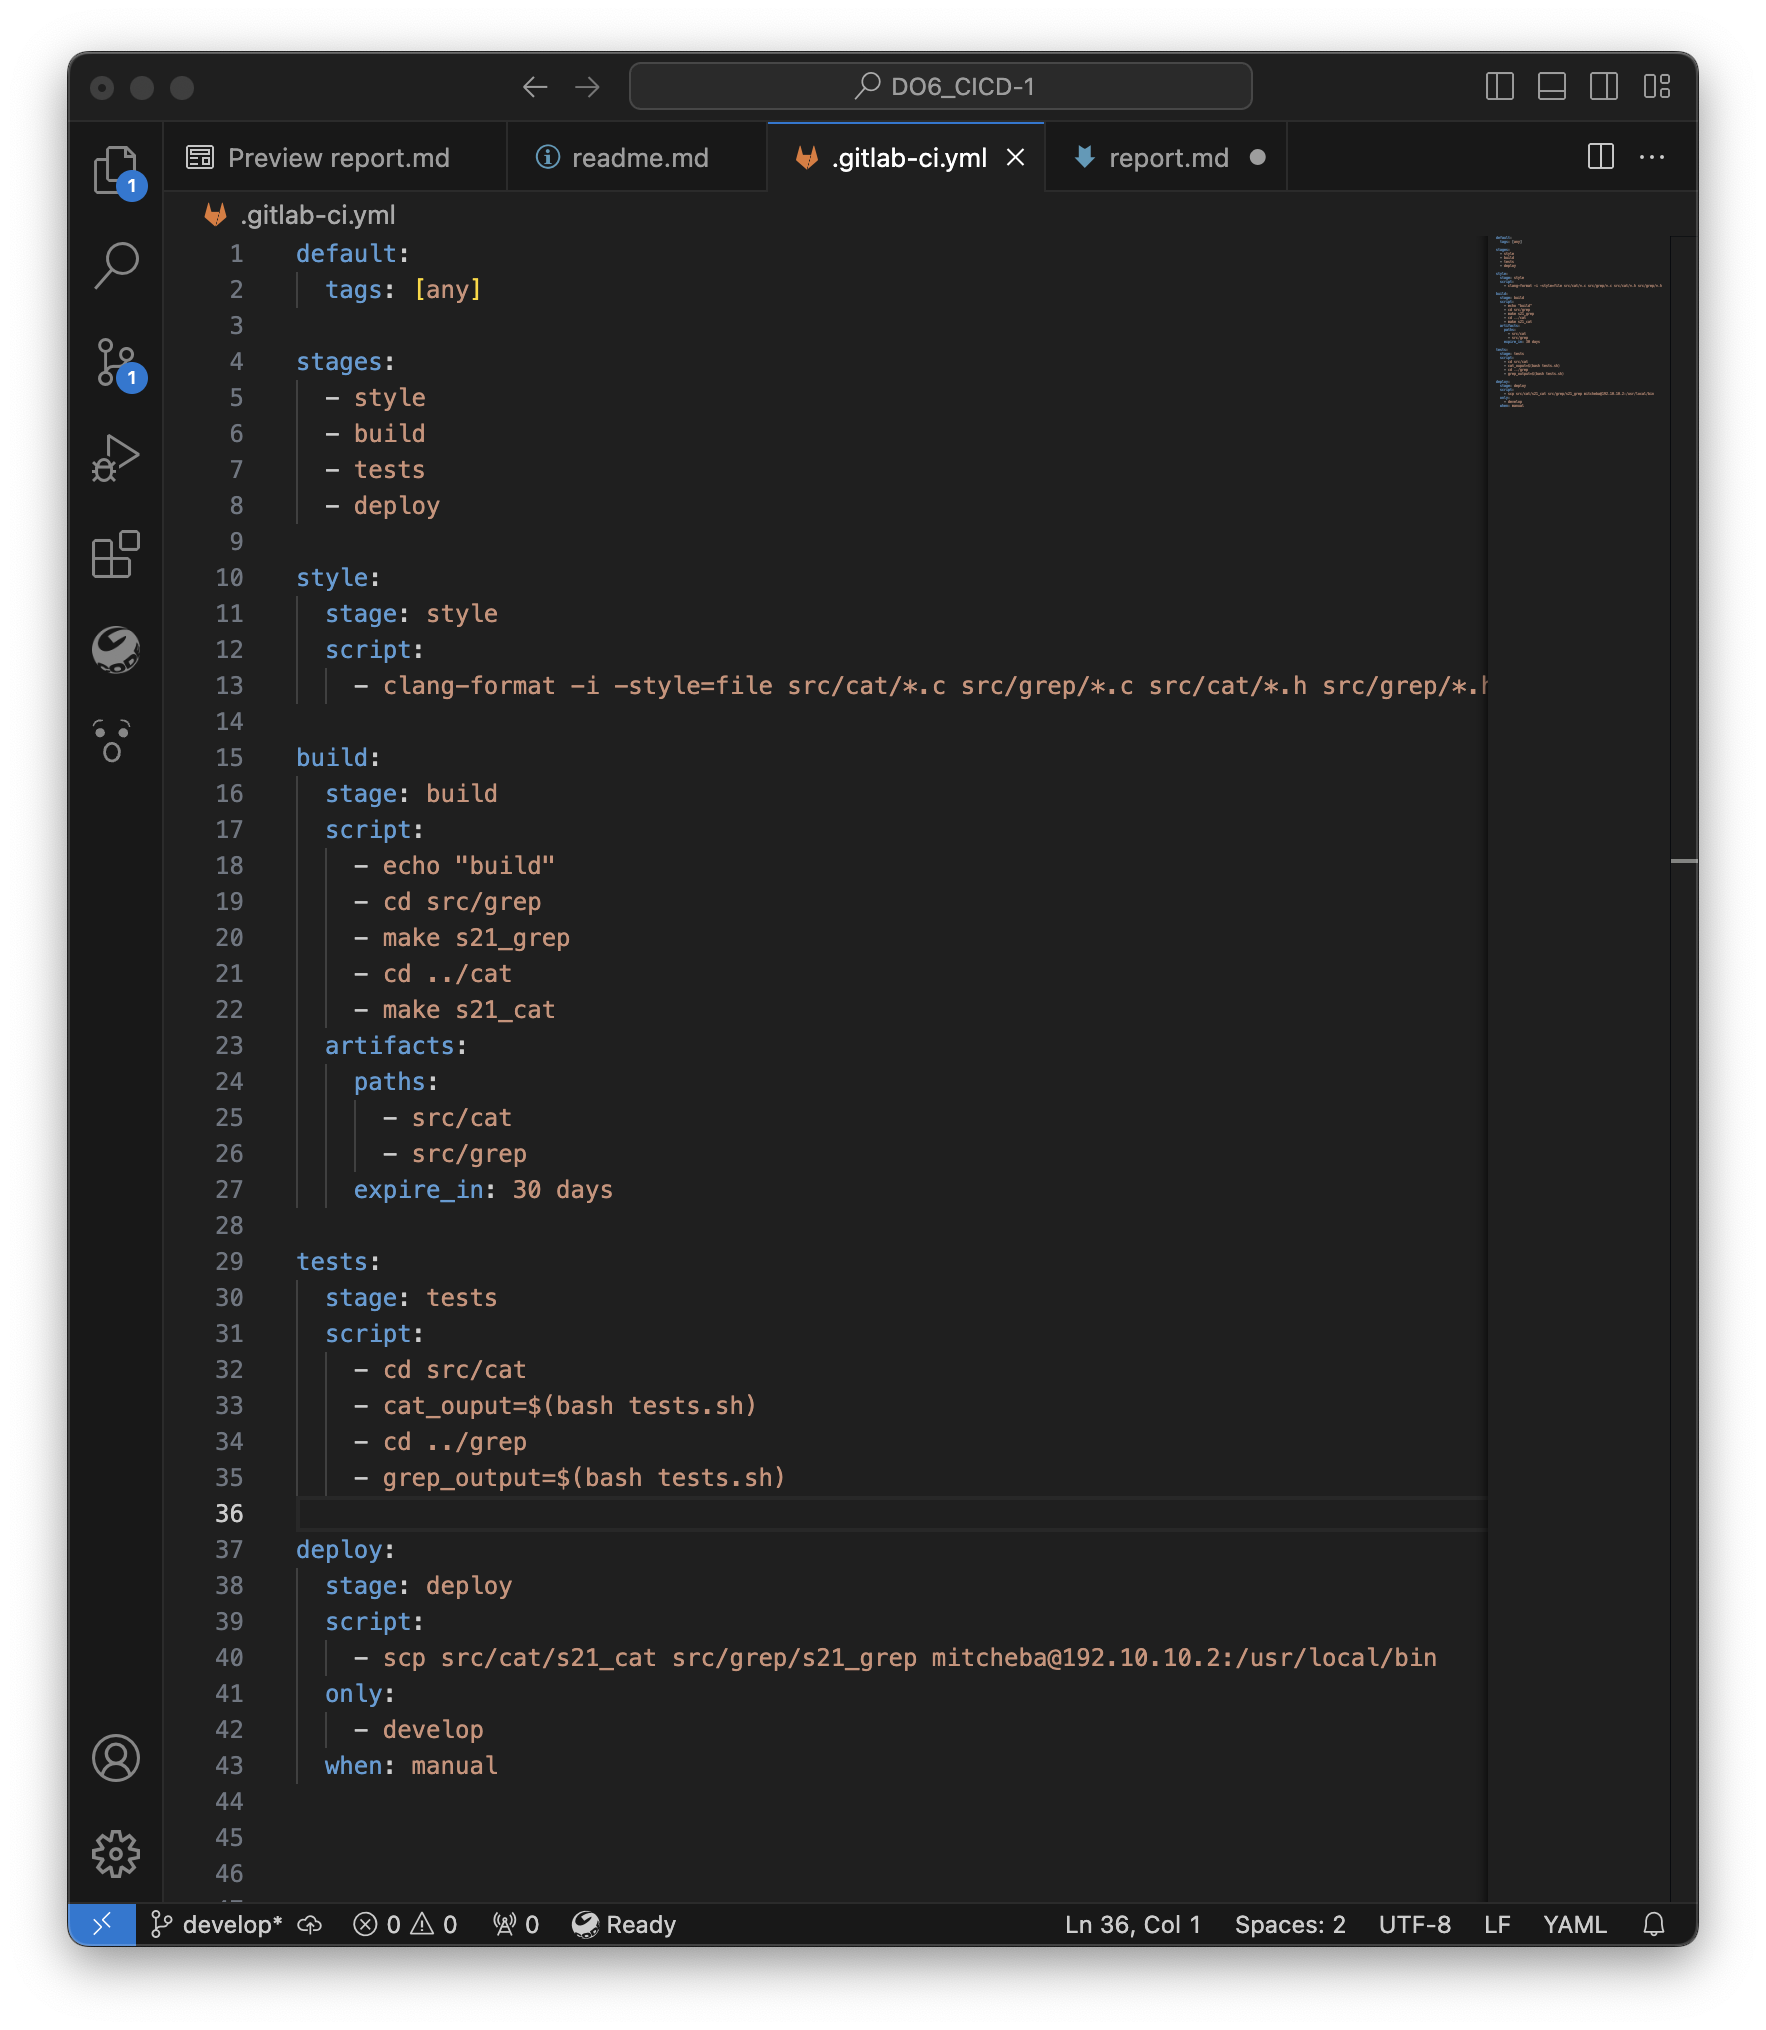 DO6_CICD-1
Preview report.md
readme.md
.gitlab-ci.yml
report.md
1
1
.gitlab-ci.yml
1 default:
2   tags: [any]
3
4 stages:
5   - style
6   - build
7   - tests
8   - deploy
9
10 style:
11   stage: style
12   script:
13     - clang-format -i -style=file src/cat/*.c src/grep/*.c src/cat/*.h src/grep/*.h
14
15 build:
16   stage: build
17   script:
18     - echo "build"
19     - cd src/grep
20     - make s21_grep
21     - cd ../cat
22     - make s21_cat
23   artifacts:
24     paths:
25       - src/cat
26       - src/grep
27     expire_in: 30 days
28
29 tests:
30   stage: tests
31   script:
32     - cd src/cat
33     - cat_ouput=$(bash tests.sh)
34     - cd ../grep
35     - grep_output=$(bash tests.sh)
36
37 deploy:
38   stage: deploy
39   script:
40     - scp src/cat/s21_cat src/grep/s21_grep mitcheba@192.10.10.2:/usr/local/bin
41   only:
42     - develop
43   when: manual
44
45
46
develop* 0 0 0 Ready Ln 36, Col 1 Spaces: 2 UTF-8 LF YAML